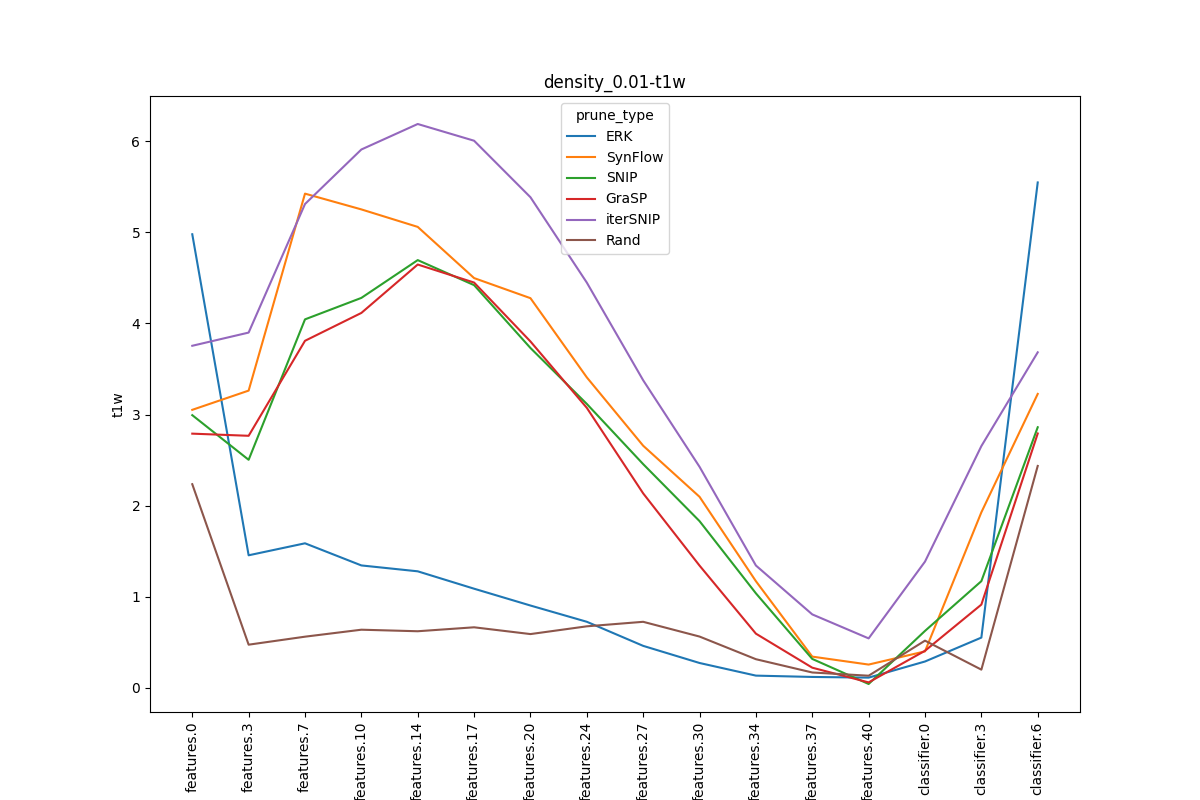 density_0.01-t1w
prune_type
ERK
SynFlow
SNIP
GraSP
iterSNIP
Rand
t1w
6
5
4
3
2
1
0
features.0
features.3
features.7
features.10
features.14
features.17
features.20
features.24
features.27
features.30
features.34
features.37
features.40
classifier.0
classifier.3
classifier.6